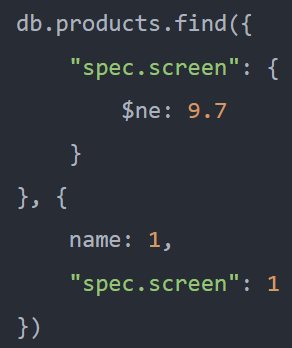 db.products.find({
    "spec.screen": {
        $ne: 9.7
    }
}, {
    name: 1,
    "spec.screen": 1
})